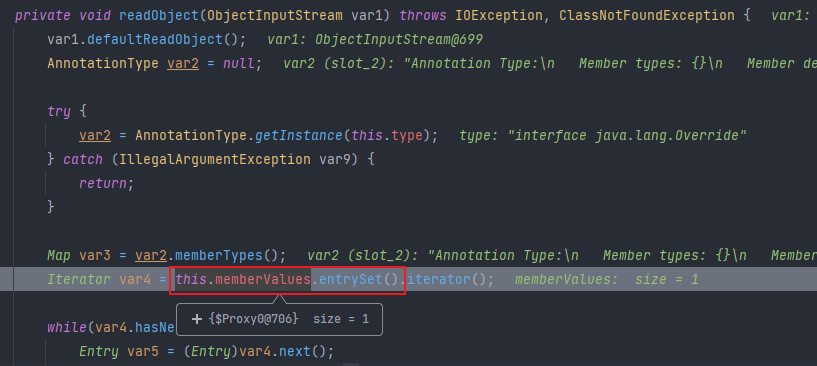 private void readObject(ObjectInputStream var1) throws IOException, ClassNotFoundException {   var1:
var1.defaultReadObject();   var1: ObjectInputStream@699
AnnotationType var2 = null;   var2 (slot_2): "Annotation Type:\n   Member types: {}\n   Member de
try {
var2 = AnnotationType.getInstance(this.type);   type: "interface java.lang.Override"
} catch (IllegalArgumentException var9) {
return;
}
Map var3 = var2.memberTypes();   var2 (slot_2): "Annotation Type:\n   Member types: {}\n   Membe
Iterator var4 = this.memberValues.entrySet().iterator();   memberValues:  size = 1
+ {$Proxy0@706}  size = 1
while(var4.hasNe
Entry var5 = (Entry)var4.next();